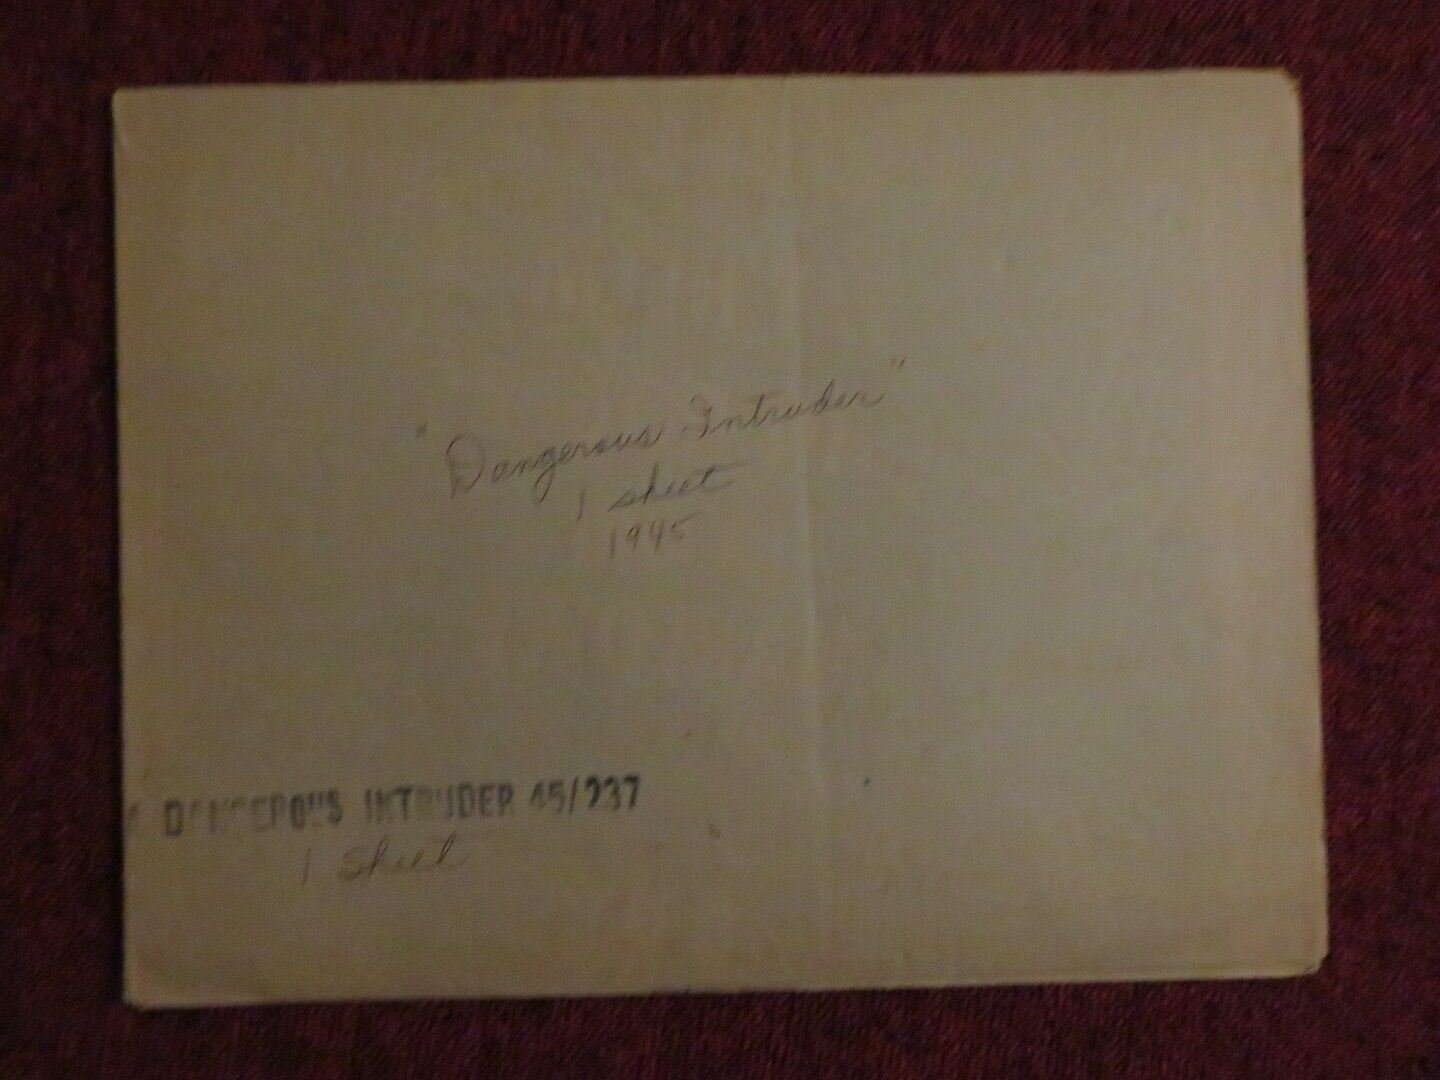 "Dangerous Intruder"
1 sheet
1945
DANGEROUS INTRUDER 45/237
1 Sheet